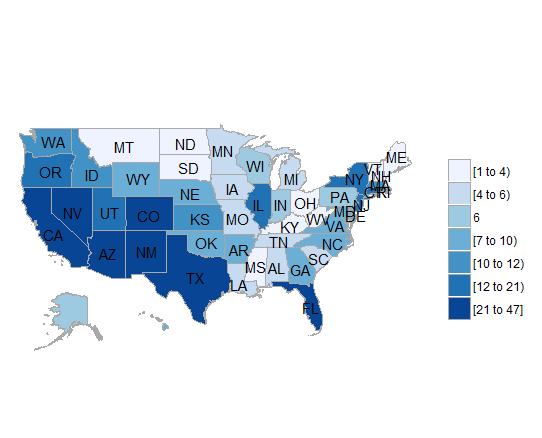 WA
MT
ND
MN
ME
VT
NH
OR
ID
SD
WI
MI
NY
MA
CT
RI
WY
IA
PA
NJ
NE
NV
UT
CO
IL
IN
OH
MD
DE
CA
KS
MO
KY
WV
VA
AZ
NM
OK
AR
TN
NC
SC
TX
LA
MS
AL
GA
FL
[1 to 4)
[4 to 6)
6
[7 to 10)
[10 to 12)
[12 to 21)
[21 to 47]